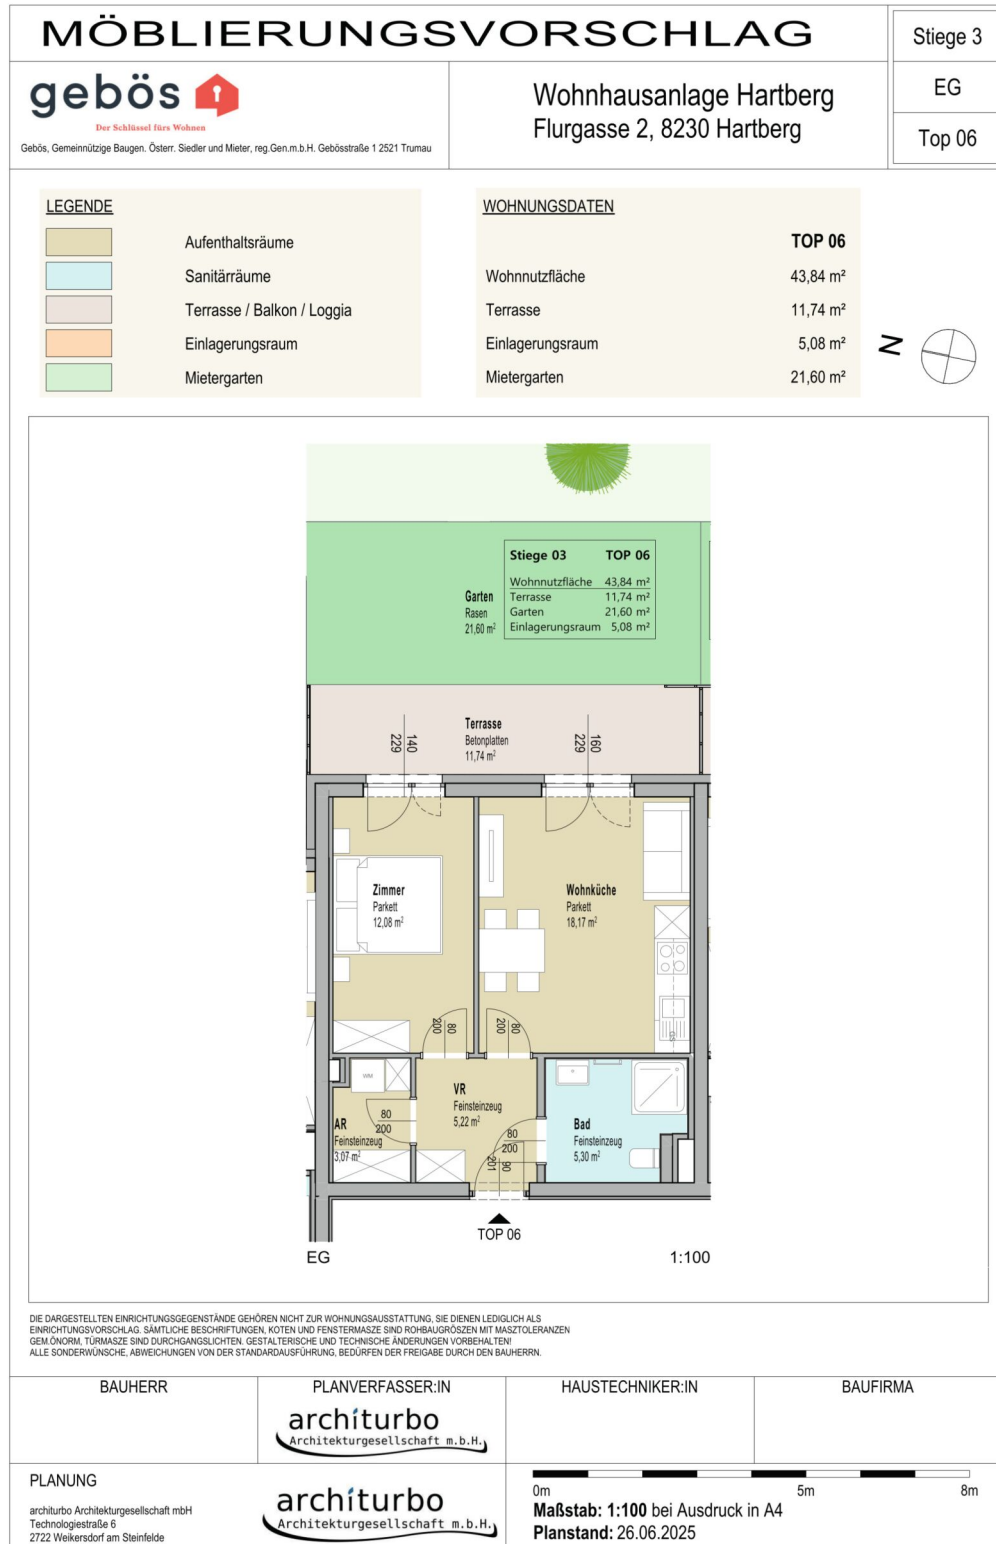 MÖBLIERUNGSVORSCHLAG
Stiege 3
EG
Top 06
gebös
Der Schlüssel fürs Wohnen
Gebös, Gemeinnützige Baugen. Österr. Siedler und Mieter, reg.Gen.m.b.H. Gebösstraße 1 2521 Trumau
Wohnhausanlage Hartberg
Flurgasse 2, 8230 Hartberg
LEGENDE
Aufenthaltsräume
Sanitärräume
Terrasse / Balkon / Loggia
Einlagerungsraum
Mietergarten
WOHNUNGSDATEN
TOP 06
Wohnnutzfläche 43,84 m²
Terrasse 11,74 m²
Einlagerungsraum 5,08 m²
Mietergarten 21,60 m²
N
Stiege 03 TOP 06
Wohnnutzfläche 43,84 m²
Terrasse 11,74 m²
Garten 21,60 m²
Einlagerungsraum 5,08 m²
Garten
Rasen
21,60 m²
Terrasse
Betonplatten
11,74 m²
140
229
160
229
Zimmer
Parkett
12,08 m²
Wohnküche
Parkett
18,17 m²
GS
80
200
80
200
WM
VR
Feinsteinzeug
5,22 m²
AR
Feinsteinzeug
3,07 m²
80
200
Bad
Feinsteinzeug
5,30 m²
80
200
90
201
TOP 06
EG
1:100
DIE DARGESTELLTEN EINRICHTUNGSGEGENSTÄNDE GEHÖREN NICHT ZUR WOHNUNGSAUSSTATTUNG, SIE DIENEN LEDIGLICH ALS
EINRICHTUNGSVORSCHLAG. SÄMTLICHE BESCHRIFTUNGEN, KOTEN UND FENSTERMASZE SIND ROHBAUGRÖSZEN MIT MASZTOLERANZEN
GEM.ÖNORM, TÜRMASZE SIND DURCHGANGSLICHTEN. GESTALTERISCHE UND TECHNISCHE ÄNDERUNGEN VORBEHALTEN!
ALLE SONDERWÜNSCHE, ABWEICHUNGEN VON DER STANDARDAUSFÜHRUNG, BEDÜRFEN DER FREIGABE DURCH DEN BAUHERRN.
BAUHERR
PLANVERFASSER:IN
HAUSTECHNIKER:IN
BAUFIRMA
architurbo
Architekturgesellschaft m.b.H.
PLANUNG
architurbo Architekturgesellschaft mbH
Technologiestraße 6
2722 Weikersdorf am Steinfelde
architurbo
Architekturgesellschaft m.b.H.
0m 5m 8m
Maßstab: 1:100 bei Ausdruck in A4
Planstand: 26.06.2025